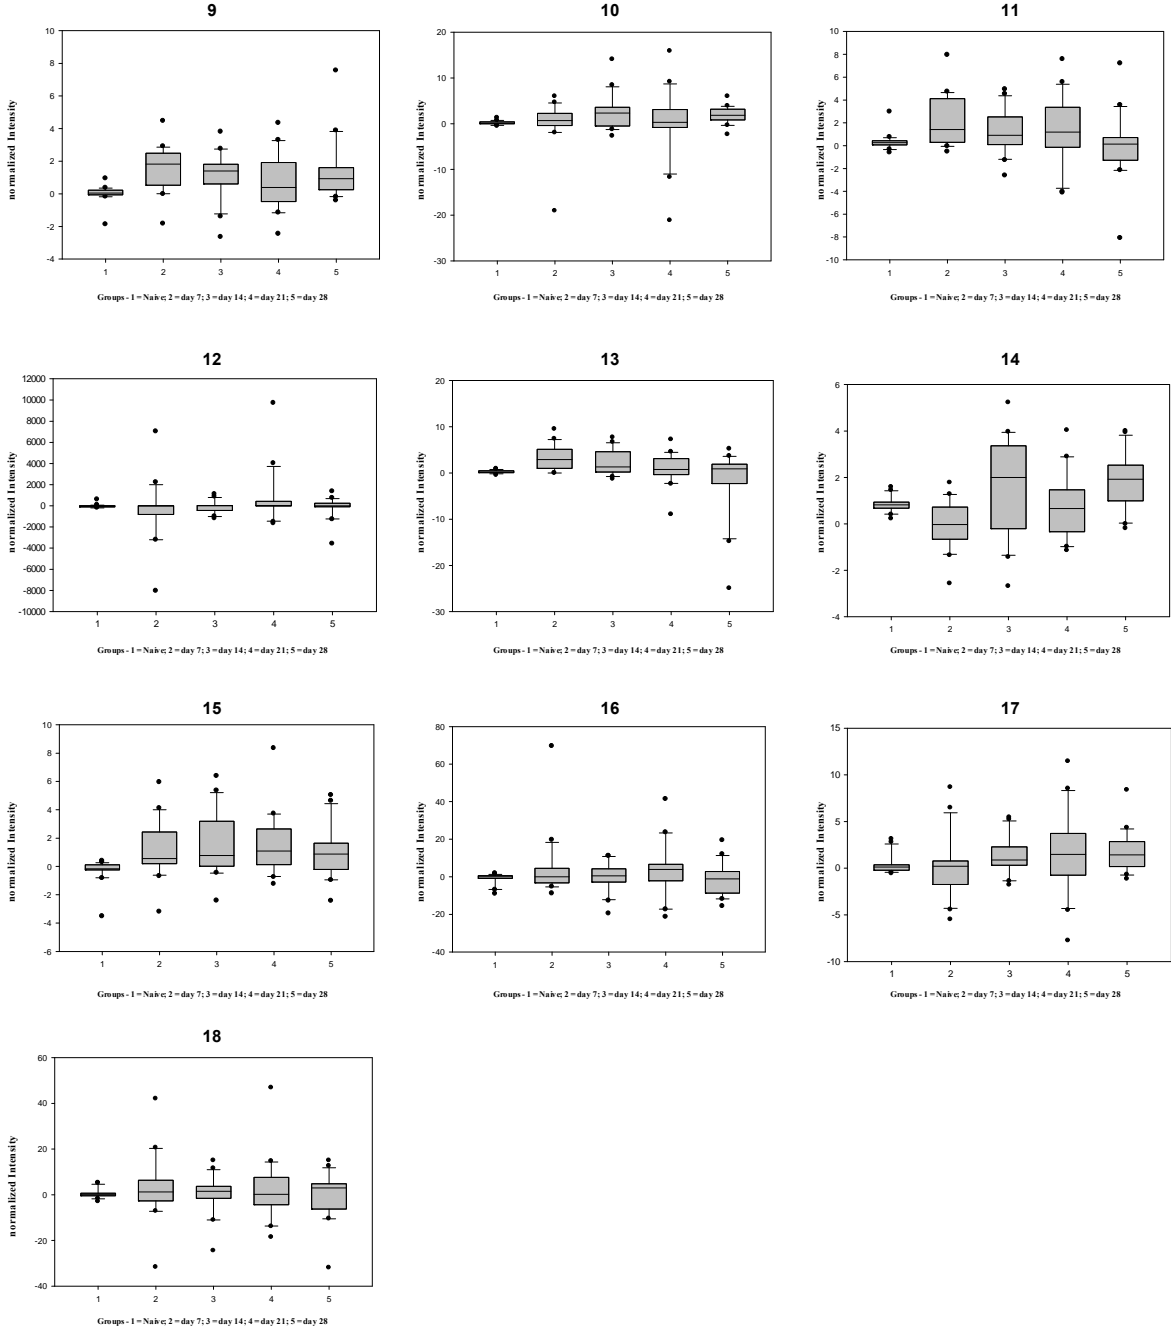 9
10
8
6
4
2
0
-2
-4
normalized Intensity
1 2 3 4 5
Groups - 1 = Naive; 2 = day 7; 3 = day 14; 4 = day 21; 5 = day 28
10
20
10
0
-10
-20
-30
normalized Intensity
1 2 3 4 5
Groups - 1 = Naive; 2 = day 7; 3 = day 14; 4 = day 21; 5 = day 28
11
10
8
6
4
2
0
-2
-4
-6
-8
-10
normalized Intensity
1 2 3 4 5
Groups - 1 = Naive; 2 = day 7; 3 = day 14; 4 = day 21; 5 = day 28
12
12000
10000
8000
6000
4000
2000
0
-2000
-4000
-6000
-8000
-10000
normalized Intensity
1 2 3 4 5
Groups - 1 = Naive; 2 = day 7; 3 = day 14; 4 = day 21; 5 = day 28
13
20
10
0
-10
-20
-30
normalized Intensity
1 2 3 4 5
Groups - 1 = Naive; 2 = day 7; 3 = day 14; 4 = day 21; 5 = day 28
14
6
4
2
0
-2
-4
normalized Intensity
1 2 3 4 5
Groups - 1 = Naive; 2 = day 7; 3 = day 14; 4 = day 21; 5 = day 28
15
10
8
6
4
2
0
-2
-4
-6
normalized Intensity
1 2 3 4 5
Groups - 1 = Naive; 2 = day 7; 3 = day 14; 4 = day 21; 5 = day 28
16
80
60
40
20
0
-20
-40
normalized Intensity
1 2 3 4 5
Groups - 1 = Naive; 2 = day 7; 3 = day 14; 4 = day 21; 5 = day 28
17
15
10
5
0
-5
-10
normalized Intensity
1 2 3 4 5
Groups - 1 = Naive; 2 = day 7; 3 = day 14; 4 = day 21; 5 = day 28
18
60
40
20
0
-20
-40
normalized Intensity
1 2 3 4 5
Groups - 1 = Naive; 2 = day 7; 3 = day 14; 4 = day 21; 5 = day 28